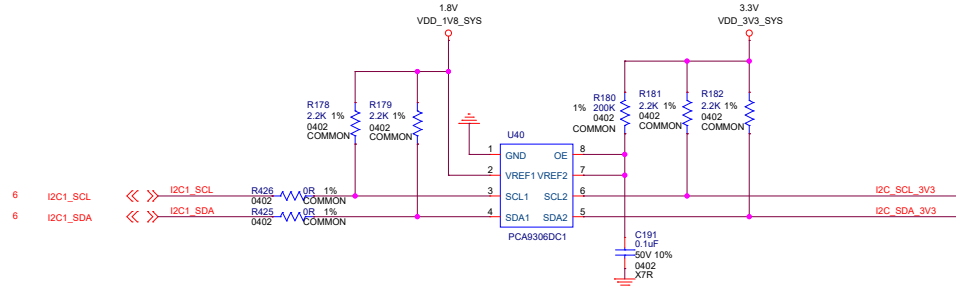 1.8V
VDD_1V8_SYS
3.3V
VDD_3V3_SYS
R178
2.2K 1%
0402
COMMON
R179
2.2K 1%
0402
COMMON
R180
1% 200K
0402
COMMON
R181
2.2K 1%
0402
COMMON
R182
2.2K 1%
0402
COMMON
U40
1 GND OE 8
2 VREF1 VREF2 7
3 SCL1 SCL2 6
4 SDA1 SDA2 5
PCA9306DC1
6 I2C1_SCL I2C1_SCL
R426 0R 1%
0402 COMMON
6 I2C1_SDA I2C1_SDA
R425 0R 1%
0402 COMMON
I2C_SCL_3V3
I2C_SDA_3V3
C191
0.1uF
50V 10%
0402
X7R